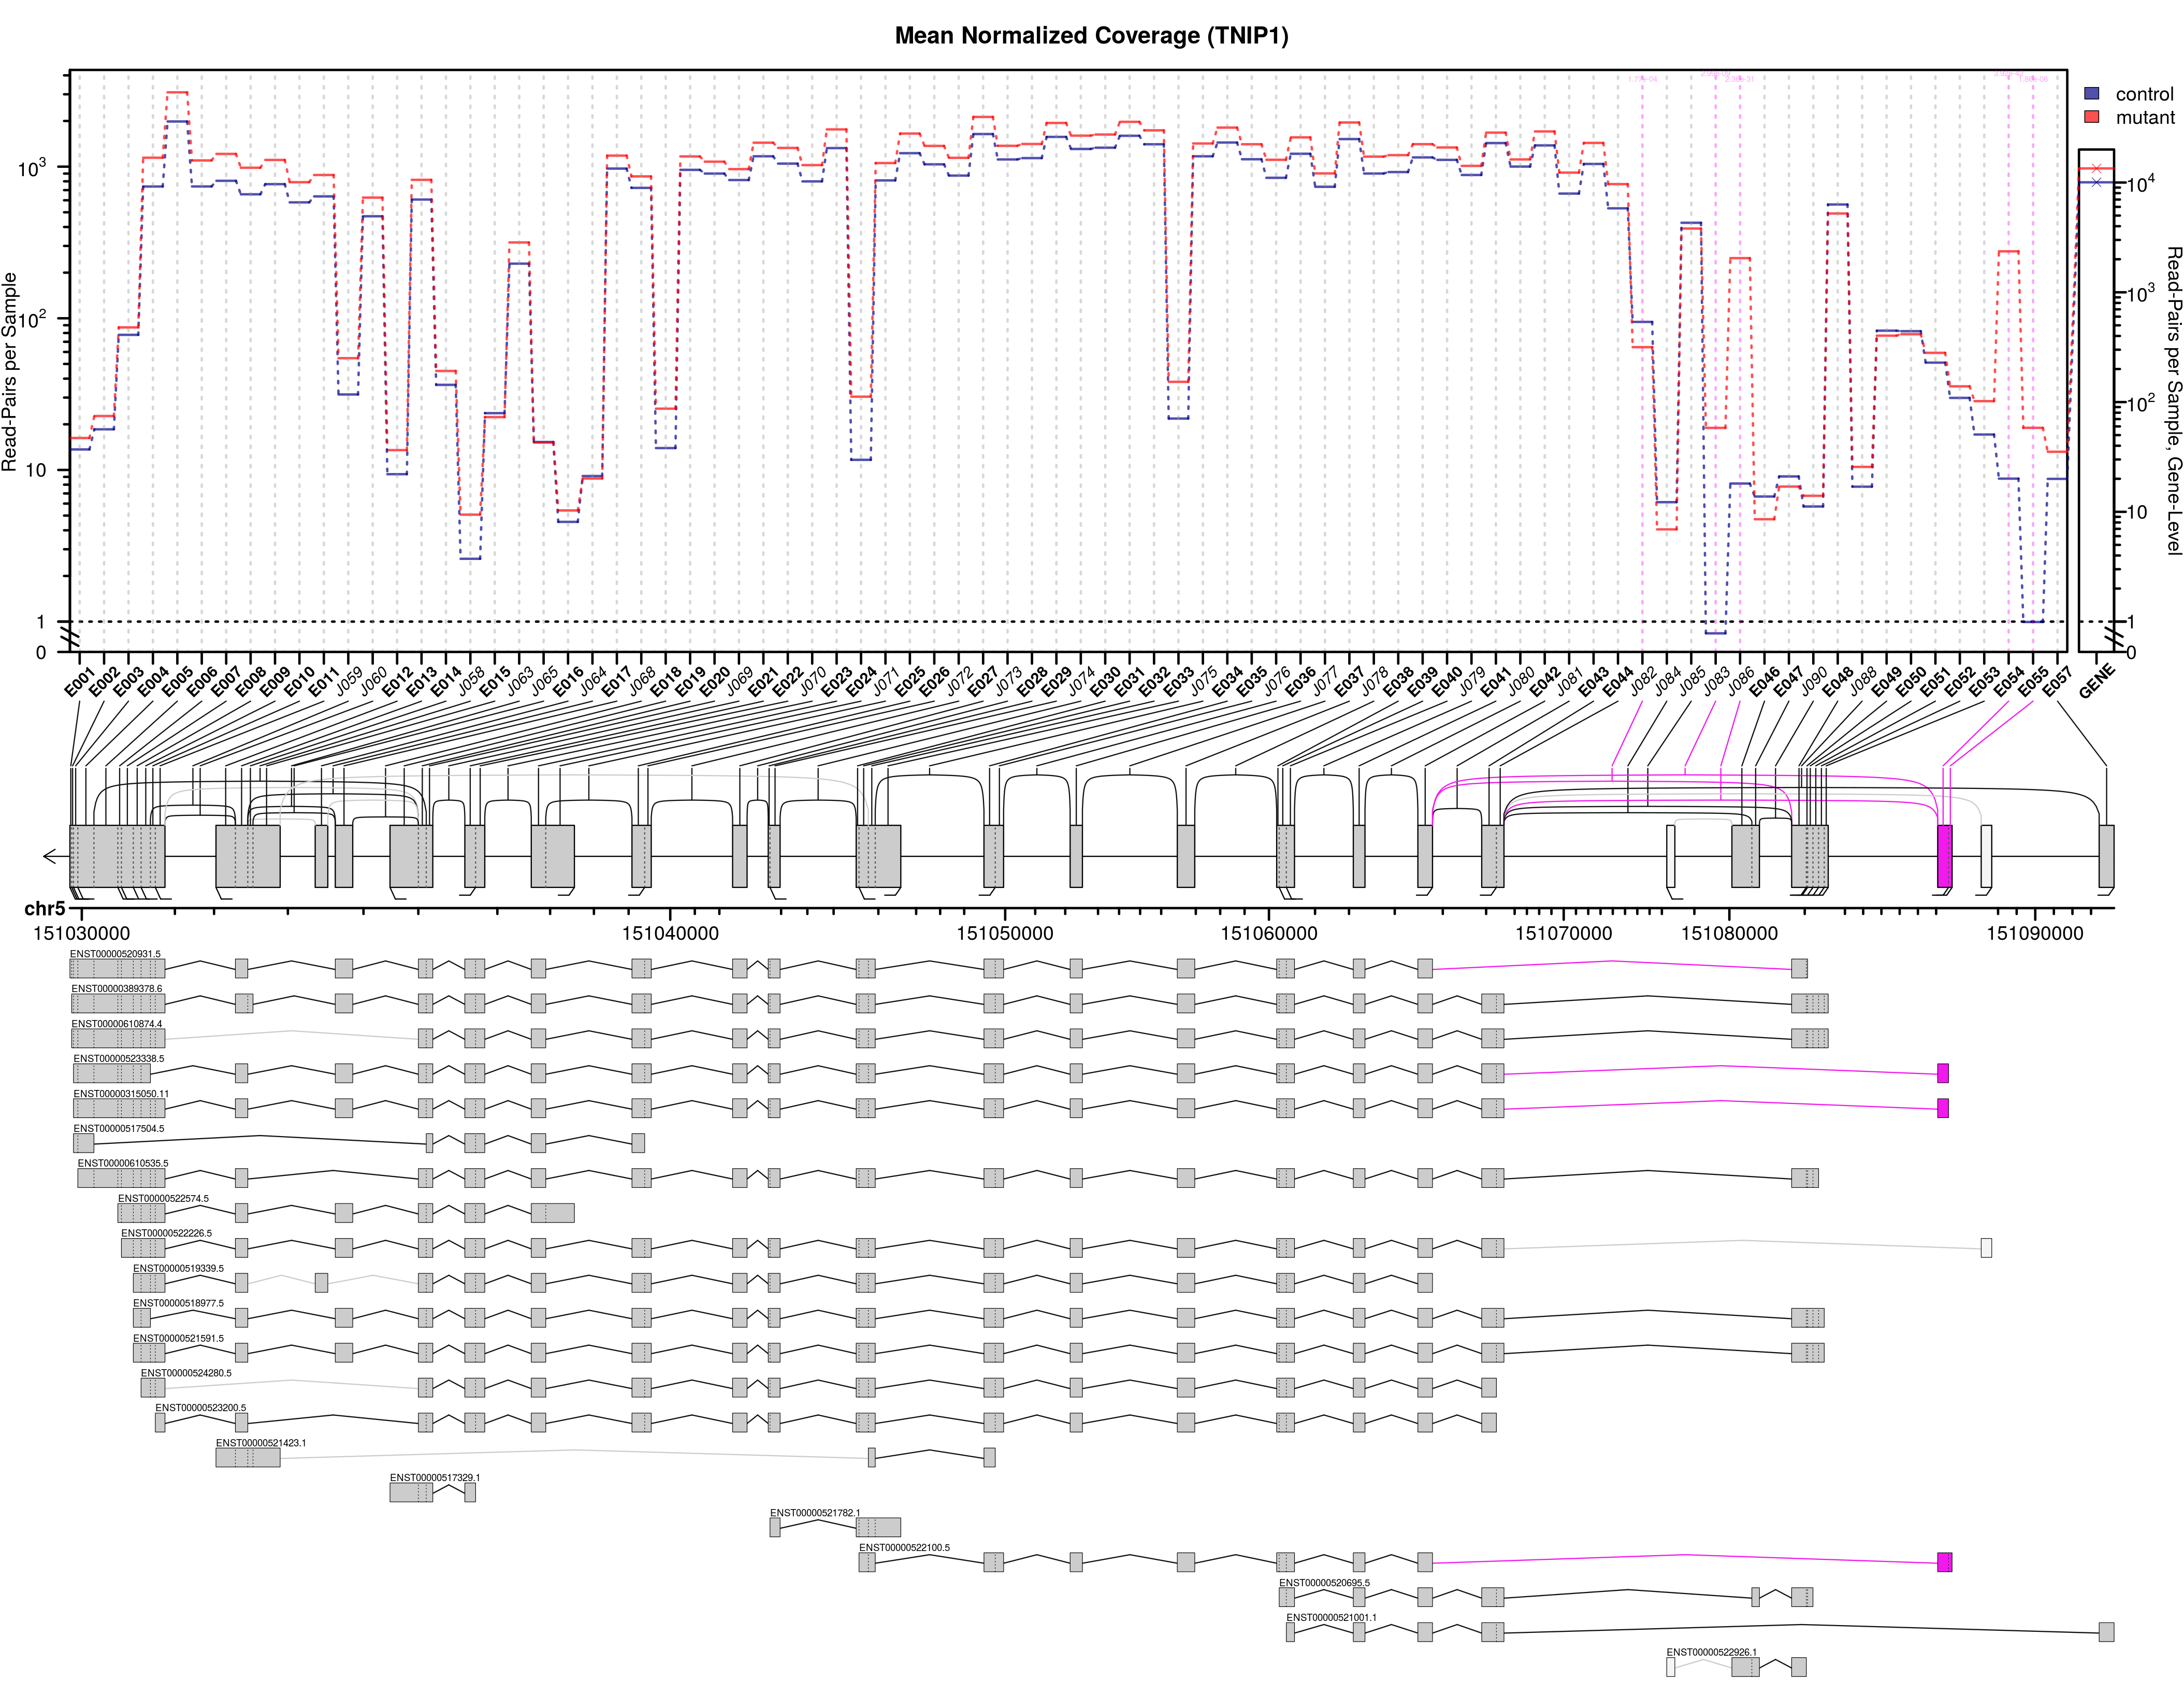 Mean Normalized Coverage (TNIP1)
control
mutant
Read-Pairs per Sample
10³
10²
10
1
0
Read-Pairs per Sample, Gene-Level
10⁴
10³
10²
10
1
0
E001 E002 E003 E004 E005 E006 E007 E008 E009 E010 E011 J059 J060 E012 E013 E014 J058 E015 J063 J065 E016 J064 E017 J068 E018 E019 E020 J069 E021 E022 J070 E023 E024 J071 E025 E026 J072 E027 J073 E028 E029 J074 E030 E031 E032 E033 J075 E034 E035 J076 E036 J077 E037 J078 E038 E039 E040 J079 E041 J080 E042 J081 E043 E044 J082 J084 J085 J083 J086 E046 E047 J090 E048 J088 E049 E050 E051 E052 E053 E054 E055 E057 GENE
chr5
151030000 151040000 151050000 151060000 151070000 151080000 151090000
ENST00000520931.5
ENST00000389378.6
ENST00000610874.4
ENST00000523338.5
ENST00000315050.11
ENST00000517504.5
ENST00000610535.5
ENST00000522574.5
ENST00000522226.5
ENST00000519339.5
ENST00000518977.5
ENST00000521591.5
ENST00000524280.5
ENST00000523200.5
ENST00000521423.1
ENST00000517329.1
ENST00000521782.1
ENST00000522100.5
ENST00000520695.5
ENST00000521001.1
ENST00000522926.1